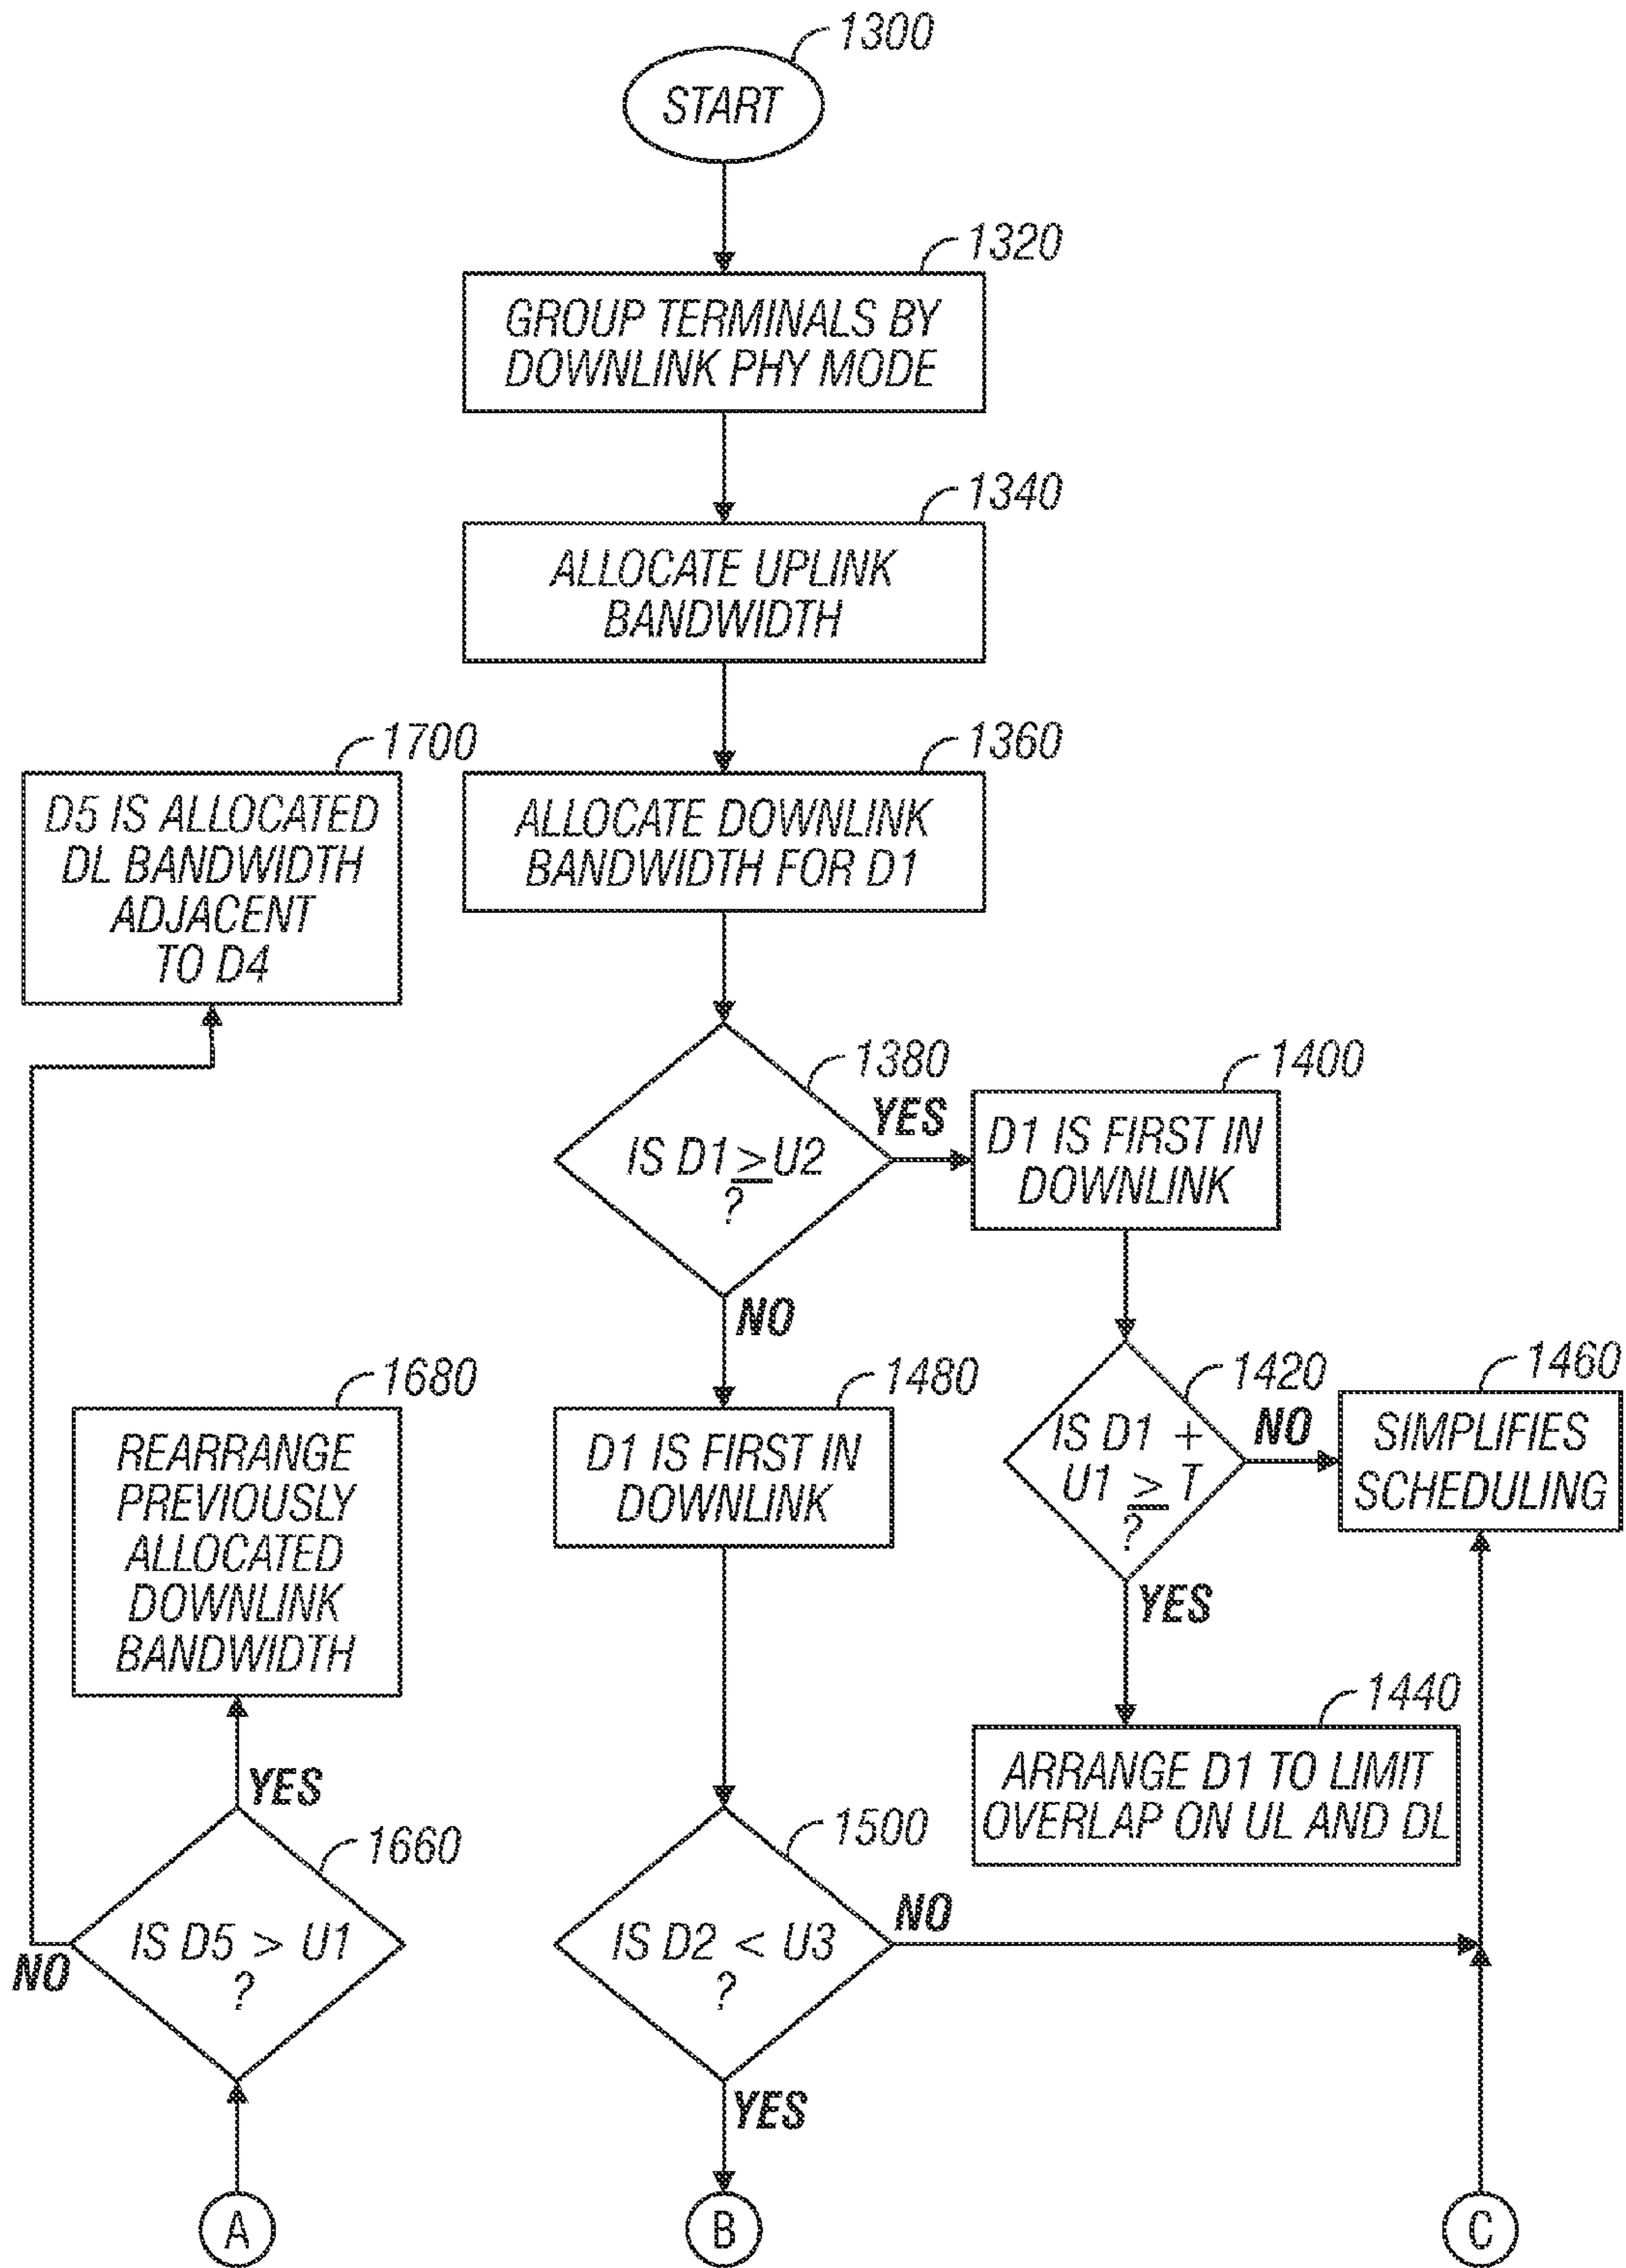 1300
START
1320
GROUP TERMINALS BY
DOWNLINK PHY MODE
1340
ALLOCATE UPLINK
BANDWIDTH
1700
D5 IS ALLOCATED
DL BANDWIDTH
ADJACENT
TO D4
1360
ALLOCATE DOWNLINK
BANDWIDTH FOR D1
1380
IS D1 ≥ U2
?
YES
NO
1400
D1 IS FIRST IN
DOWNLINK
1420
IS D1 +
U1 ≥ T
?
NO
YES
1460
SIMPLIFIES
SCHEDULING
1680
REARRANGE
PREVIOUSLY
ALLOCATED
DOWNLINK
BANDWIDTH
1480
D1 IS FIRST IN
DOWNLINK
1440
ARRANGE D1 TO LIMIT
OVERLAP ON UL AND DL
YES
1660
IS D5 > U1
?
NO
1500
IS D2 < U3
?
NO
YES
A
B
C